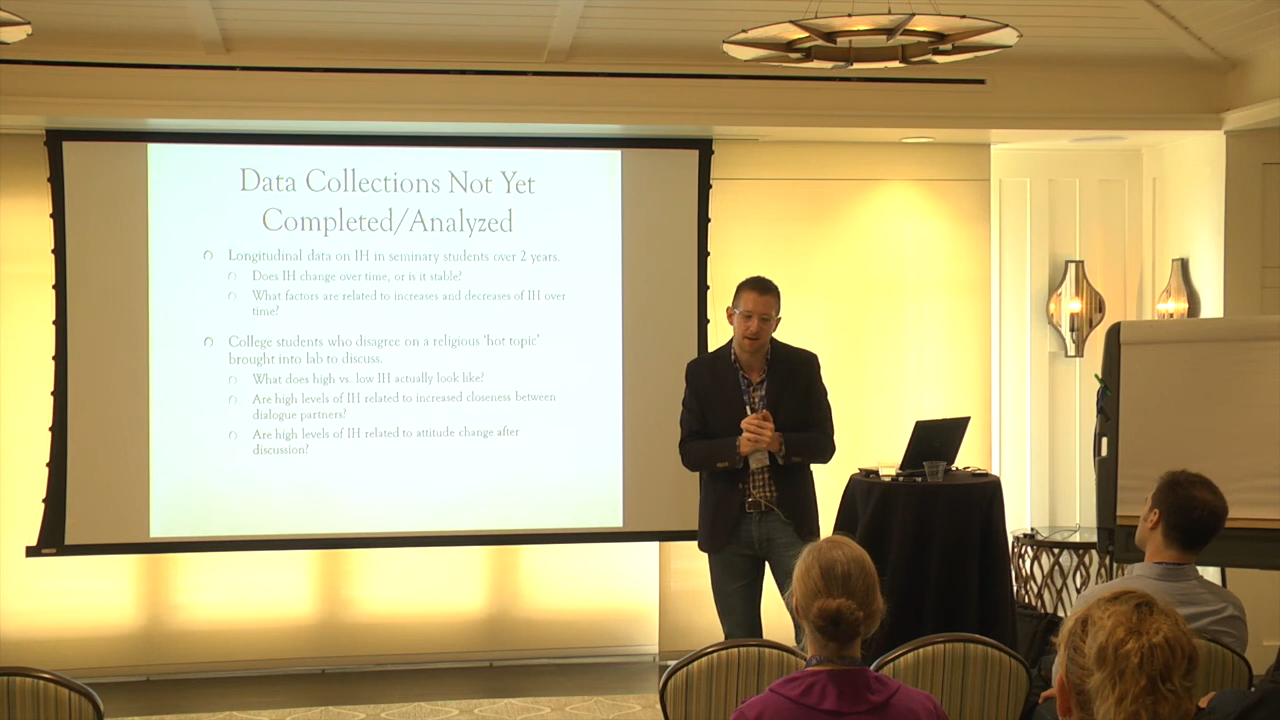 Data Collections Not Yet
Completed/Analyzed
Longitudinal data on IH in seminary students over 2 years.
Does IH change over time, or is it stable?
What factors are related to increases and decreases of IH over
time?
College students who disagree on a religious 'hot topic'
brought into lab to discuss.
What does high vs. low IH actually look like?
Are high levels of IH related to increased closeness between
dialogue partners?
Are high levels of IH related to attitude change after
discussion?